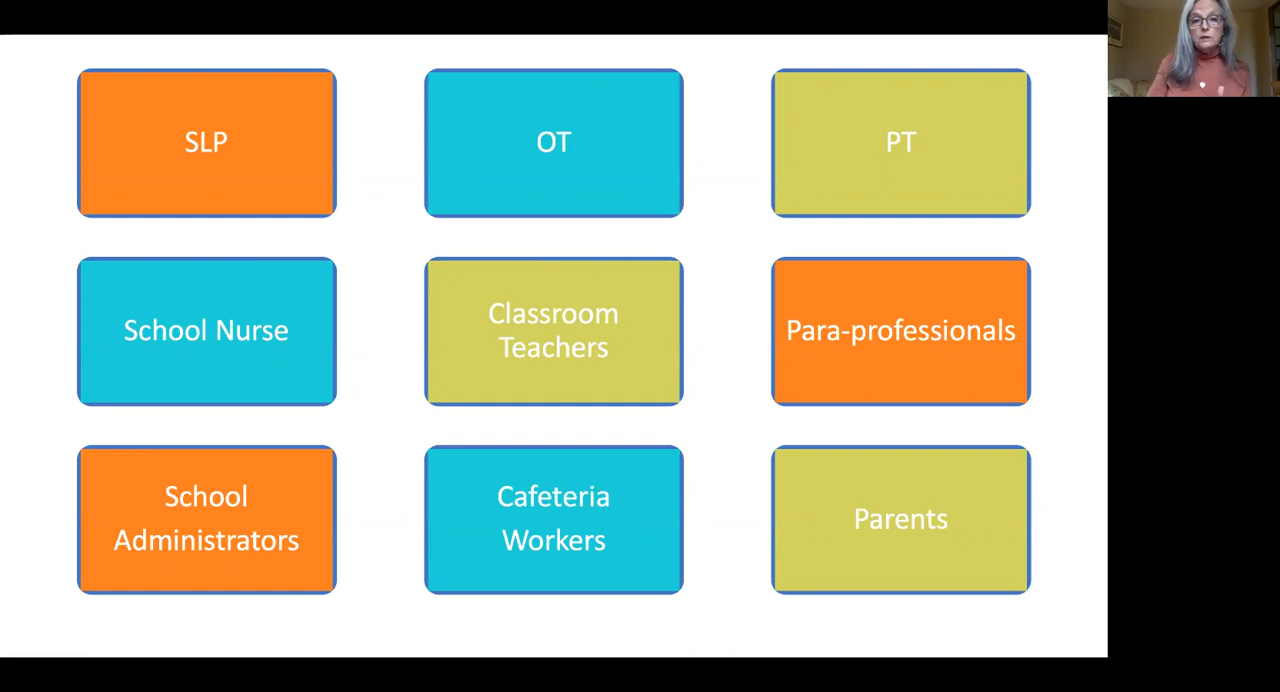 SLP
OT
PT
School Nurse
Classroom
Teachers
Para-professionals
School
Administrators
Cafeteria
Workers
Parents